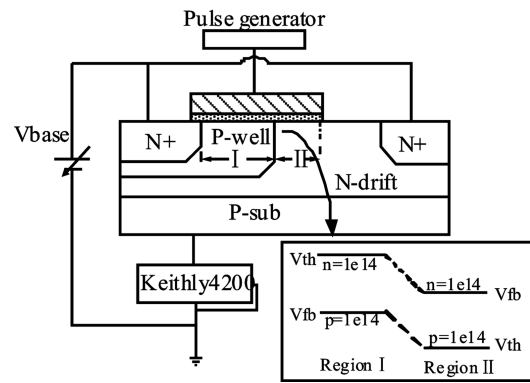 Pulse generator
Vbase
N+
P-well
N+
I
II
N-drift
P-sub
Keithly4200
Vth
n=1e14
n=1e14
Vfb
Vfb
p=1e14
p=1e14
Vth
Region I
Region II